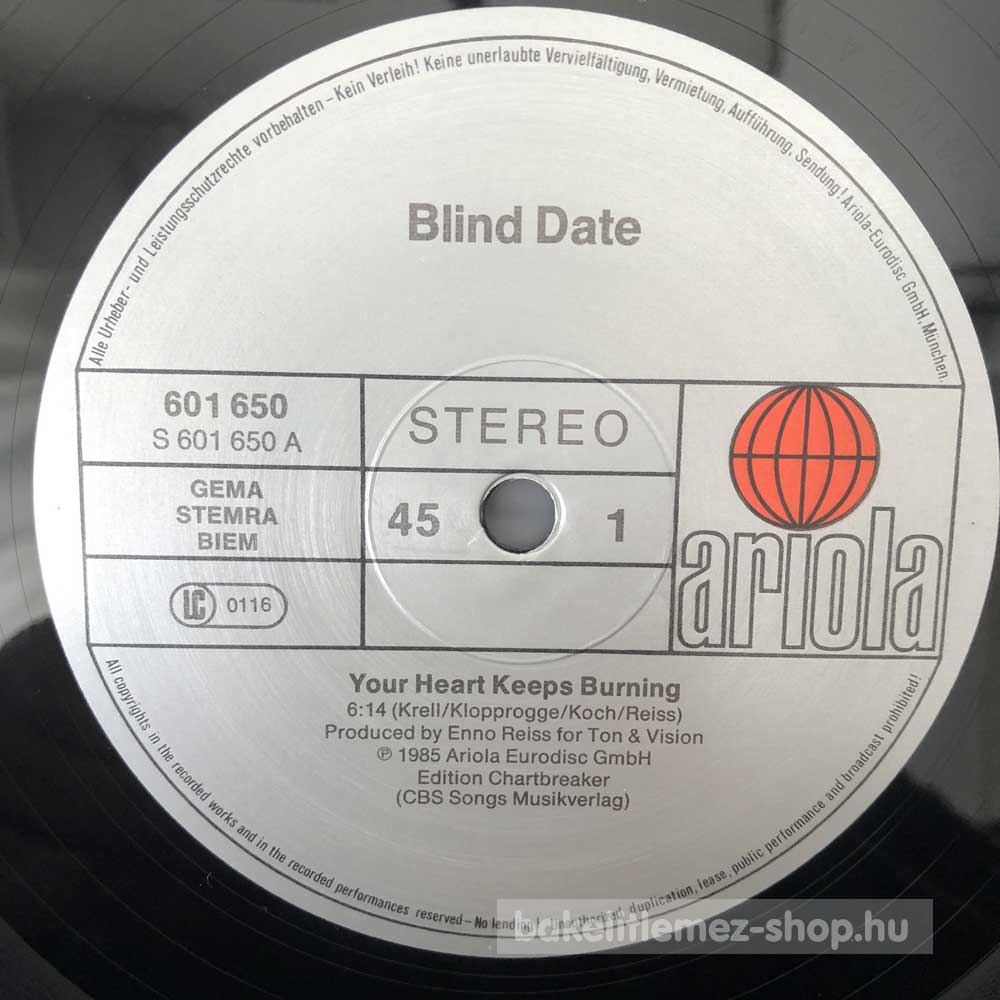 Alle Urheber- und Leistungsschutzrechte vorbehalten – Kein Verleih! Keine unerlaubte Vervielfältigung, Vermietung, Aufführung, Sendung! Ariola-Eurodisc GmbH, München.
Blind Date
601 650
S 601 650 A
STEREO
GEMA
STEMRA
BIEM
45
1
LC 0116
ariola
Your Heart Keeps Burning
6:14 (Krell/Klopprogge/Koch/Reiss)
Produced by Enno Reiss for Ton & Vision
℗ 1985 Ariola Eurodisc GmbH
Edition Chartbreaker
(CBS Songs Musikverlag)
All copyrights in the recorded works and in the recorded performances reserved – No lending! Unauthorized duplication, lease, public performance and broadcast prohibited!
bakelitlemez-shop.hu